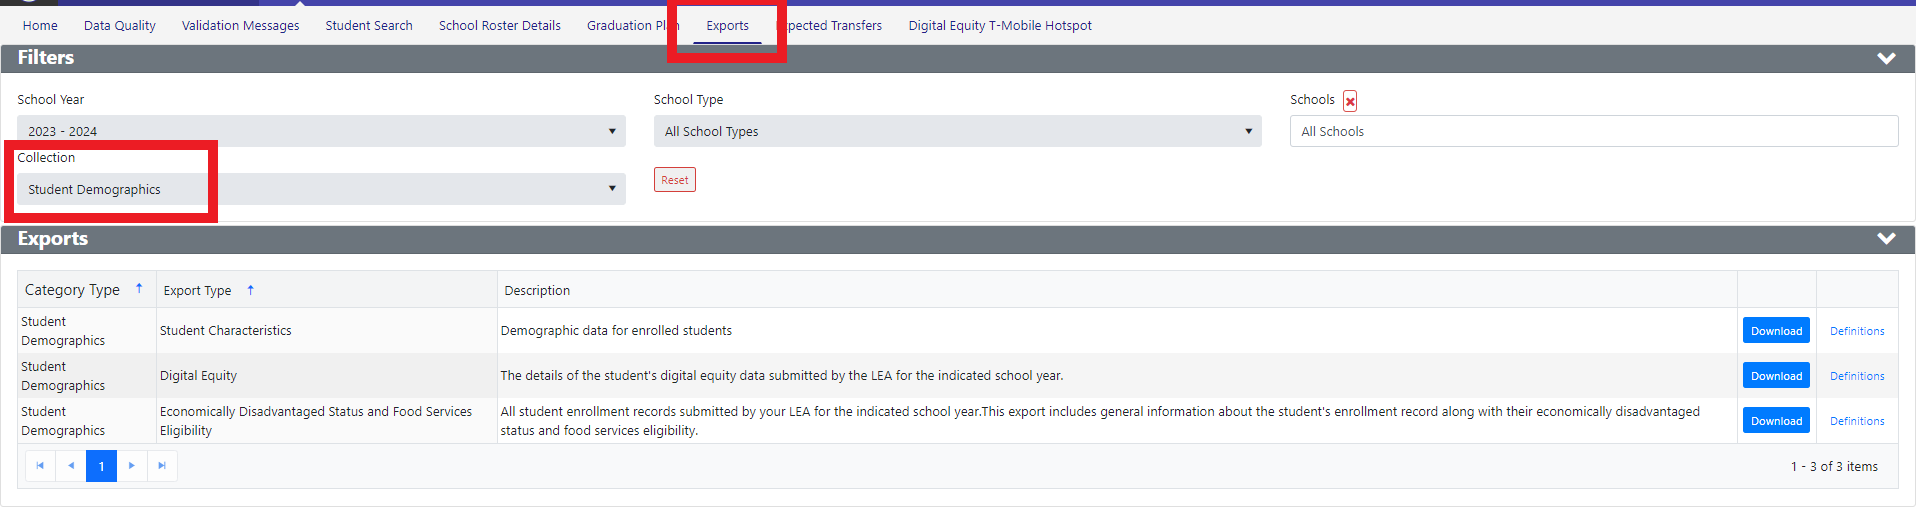 Home Data Quality Validation Messages Student Search School Roster Details Graduation Exports Transfers Digital Equity T-Mobile Hotspot
Filters
School Year School Type Schools
2023 - 2024 All School Types All Schools
Collection
Student Demographics Reset
Exports
Category Type Export Type Description
Student Demographics Student Characteristics Demographic data for enrolled students Download Definitions
Student Demographics Digital Equity The details of the student's digital equity data submitted by the LEA for the indicated school year. Download Definitions
Student Demographics Economically Disadvantaged Status and Food Services Eligibility All student enrollment records submitted by your LEA for the indicated school year.This export includes general information about the student's enrollment record along with their economically disadvantaged status and food services eligibility. Download Definitions
1 1 - 3 of 3 items